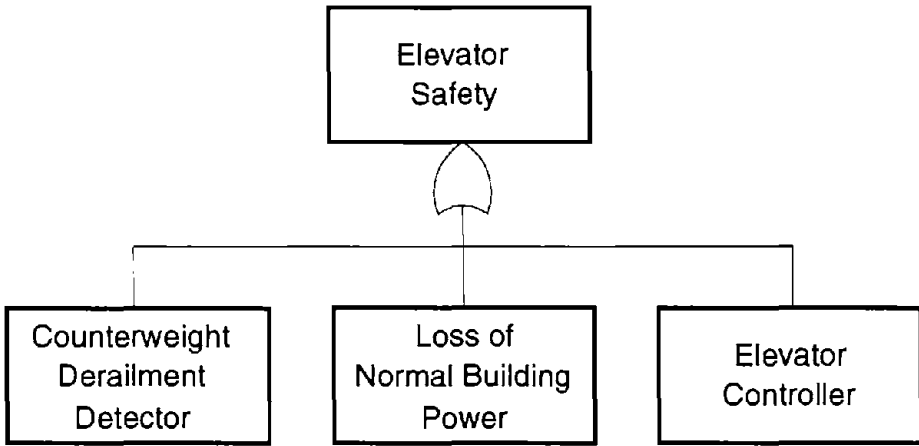 Elevator
Safety
Counterweight
Derailment
Detector
Loss of
Normal Building
Power
Elevator
Controller